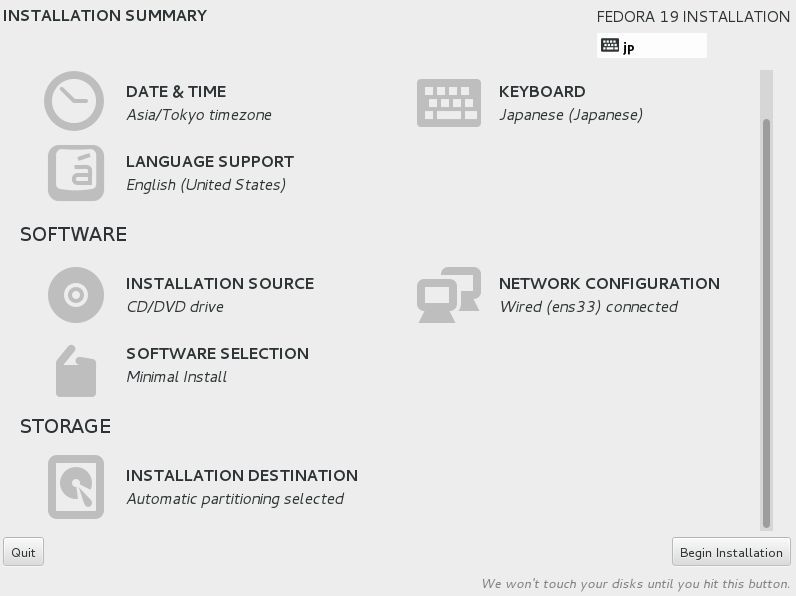 INSTALLATION SUMMARY
FEDORA 19 INSTALLATION
jp
DATE & TIME
Asia/Tokyo timezone
KEYBOARD
Japanese (Japanese)
LANGUAGE SUPPORT
English (United States)
SOFTWARE
INSTALLATION SOURCE
CD/DVD drive
NETWORK CONFIGURATION
Wired (ens33) connected
SOFTWARE SELECTION
Minimal Install
STORAGE
INSTALLATION DESTINATION
Automatic partitioning selected
Quit
Begin Installation
We won't touch your disks until you hit this button.